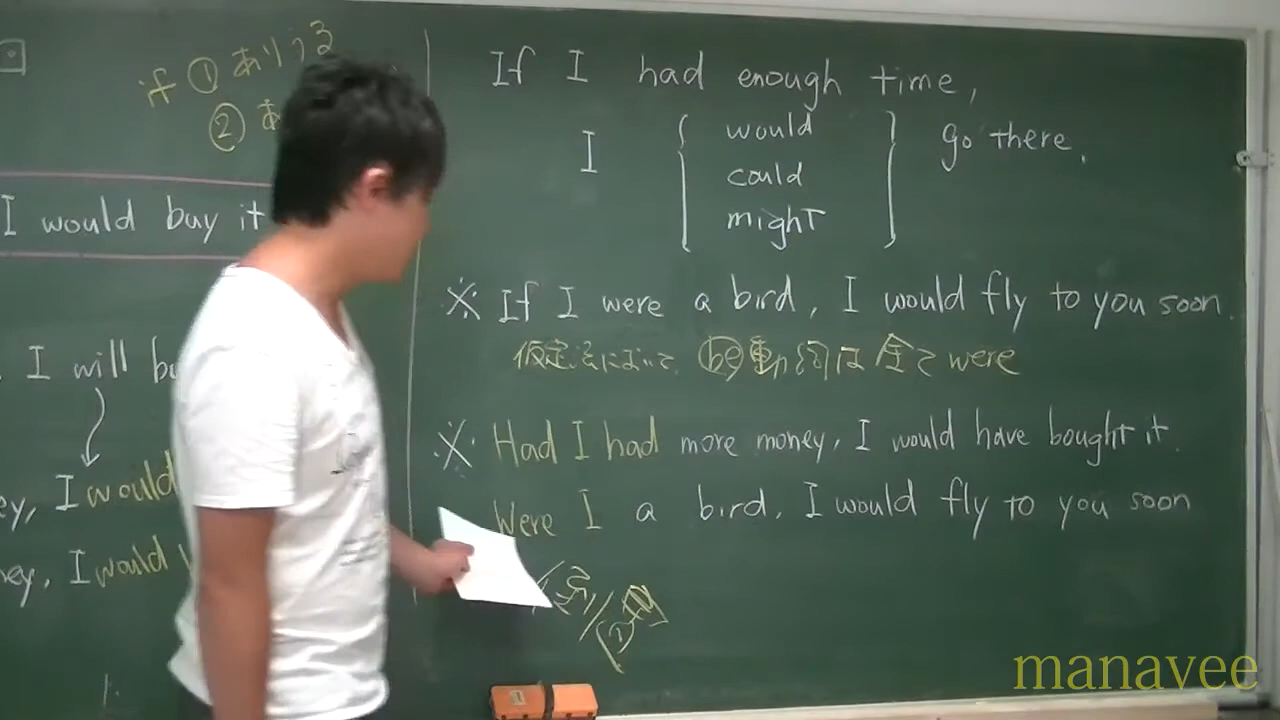 if ① ありうる
② あ
I would buy it
I will bu
ey, I would
ney, I would
If I had enough time,
I { would could might } go there.
※ If I were a bird, I would fly to you soon.
仮定法において、be動詞は全て were
※ Had I had more money, I would have bought it.
Were I a bird, I would fly to you soon
manavee